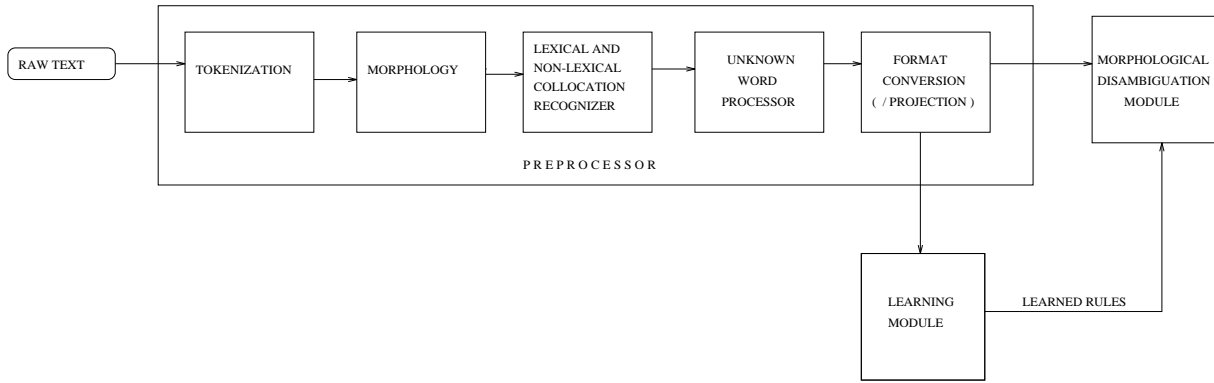 RAW TEXT
TOKENIZATION
MORPHOLOGY
LEXICAL AND
NON-LEXICAL
COLLOCATION
RECOGNIZER
UNKNOWN
WORD
PROCESSOR
FORMAT
CONVERSION
( / PROJECTION )
MORPHOLOGICAL
DISAMBIGUATION
MODULE
P R E P R O C E S S O R
LEARNING
MODULE
LEARNED RULES